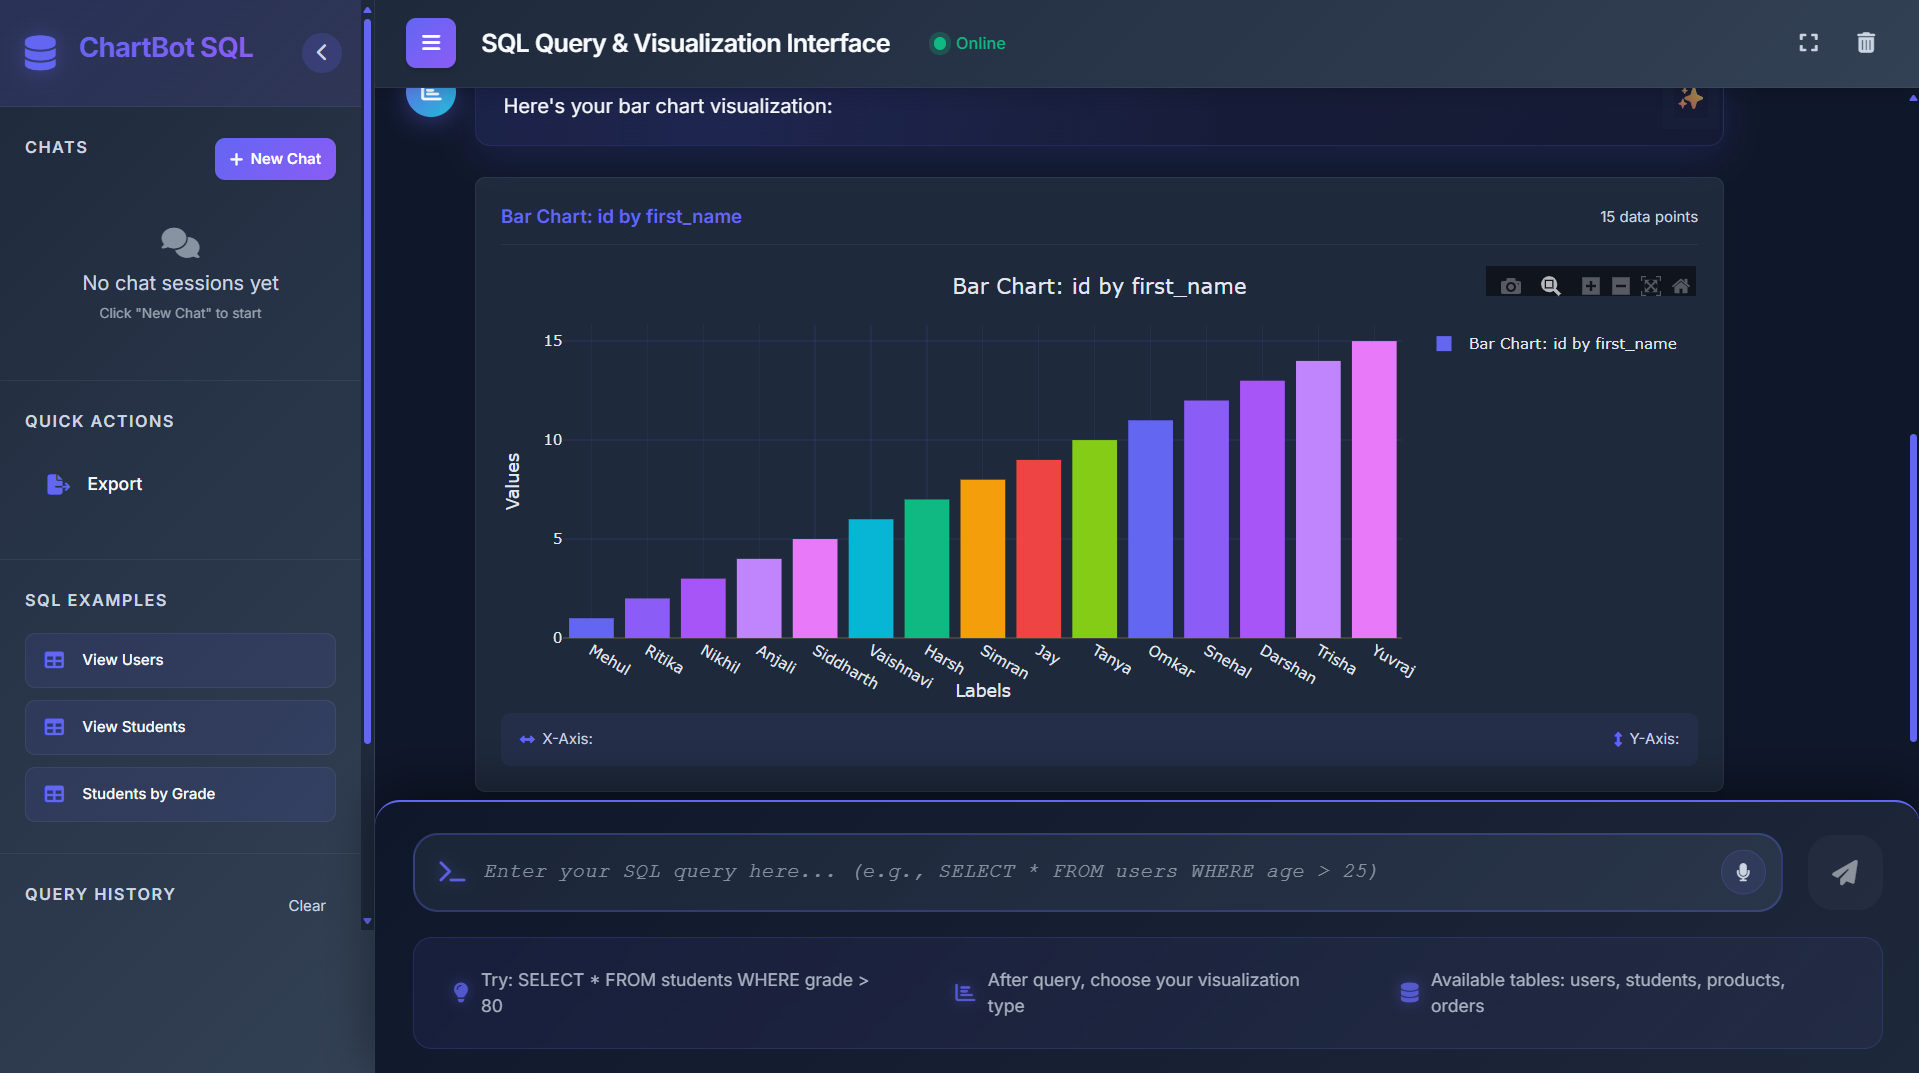 ChartBot SQL
CHATS
New Chat
No chat sessions yet
Click "New Chat" to start
QUICK ACTIONS
Export
SQL EXAMPLES
View Users
View Students
Students by Grade
QUERY HISTORY
Clear
SQL Query & Visualization Interface
Online
Here's your bar chart visualization:
Bar Chart: id by first_name
15 data points
Bar Chart: id by first_name
Bar Chart: id by first_name
Values
15
10
5
0
Mehul
Ritika
Nikhil
Anjali
Siddharth
Vaishnavi
Harsh
Simran
Jay
Tanya
Omkar
Snehal
Darshan
Trisha
Yuvraj
Labels
X-Axis:
Y-Axis:
Enter your SQL query here... (e.g., SELECT * FROM users WHERE age > 25)
Try: SELECT * FROM students WHERE grade >
80
After query, choose your visualization
type
Available tables: users, students, products,
orders